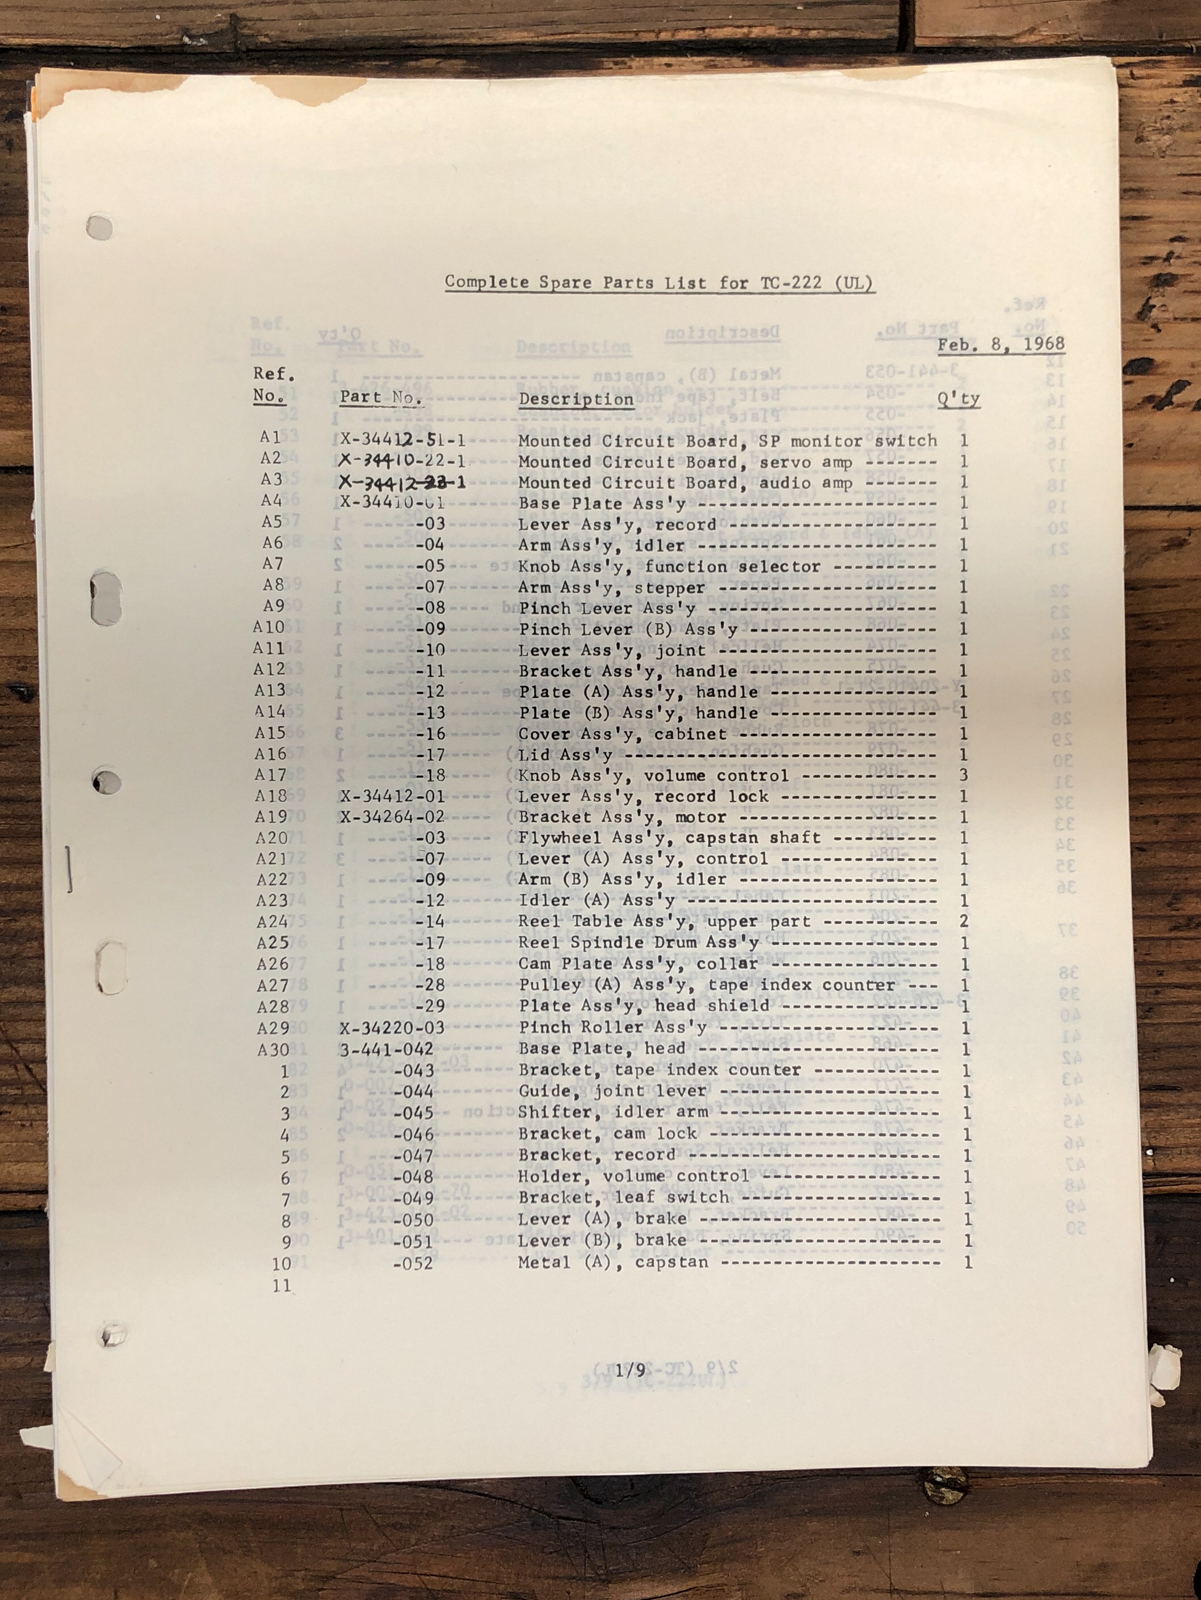 Complete Spare Parts List for TC-222 (UL)
Feb. 8, 1968
Ref.
No. Part No. Description Q'ty
A1 X-34412-51-1 Mounted Circuit Board, SP monitor switch 1
A2 X-34410-22-1 Mounted Circuit Board, servo amp ------- 1
A3 X-34412-23-1 Mounted Circuit Board, audio amp ------- 1
A4 X-34410-01 Base Plate Ass'y --------------------- 1
A5 -03 Lever Ass'y, record ------------------ 1
A6 -04 Arm Ass'y, idler --------------------- 1
A7 -05 Knob Ass'y, function selector --------- 1
A8 -07 Arm Ass'y, stepper ------------------- 1
A9 -08 Pinch Lever Ass'y -------------------- 1
A10 -09 Pinch Lever (B) Ass'y ---------------- 1
A11 -10 Lever Ass'y, joint ------------------- 1
A12 -11 Bracket Ass'y, handle ---------------- 1
A13 -12 Plate (A) Ass'y, handle --------------- 1
A14 -13 Plate (B) Ass'y, handle --------------- 1
A15 -16 Cover Ass'y, cabinet ------------------ 1
A16 -17 Lid Ass'y --------------------------- 1
A17 -18 Knob Ass'y, volume control ------------ 3
A18 X-34412-01 Lever Ass'y, record lock -------------- 1
A19 X-34264-02 Bracket Ass'y, motor ------------------ 1
A20 -03 Flywheel Ass'y, capstan shaft ---------- 1
A21 -07 Lever (A) Ass'y, control -------------- 1
A22 -09 Arm (B) Ass'y, idler ------------------ 1
A23 -12 Idler (A) Ass'y --------------------- 1
A24 -14 Reel Table Ass'y, upper part ----------- 2
A25 -17 Reel Spindle Drum Ass'y --------------- 1
A26 -18 Cam Plate Ass'y, collar --------------- 1
A27 -28 Pulley (A) Ass'y, tape index counter --- 1
A28 -29 Plate Ass'y, head shield -------------- 1
A29 X-34220-03 Pinch Roller Ass'y ------------------- 1
A30 3-441-042 Base Plate, head --------------------- 1
1 -043 Bracket, tape index counter ----------- 1
2 -044 Guide, joint lever ------------------- 1
3 -045 Shifter, idler arm ------------------- 1
4 -046 Bracket, cam lock -------------------- 1
5 -047 Bracket, record ---------------------- 1
6 -048 Holder, volume control --------------- 1
7 -049 Bracket, leaf switch ----------------- 1
8 -050 Lever (A), brake --------------------- 1
9 -051 Lever (B), brake --------------------- 1
10 -052 Metal (A), capstan ------------------- 1
11
1/9